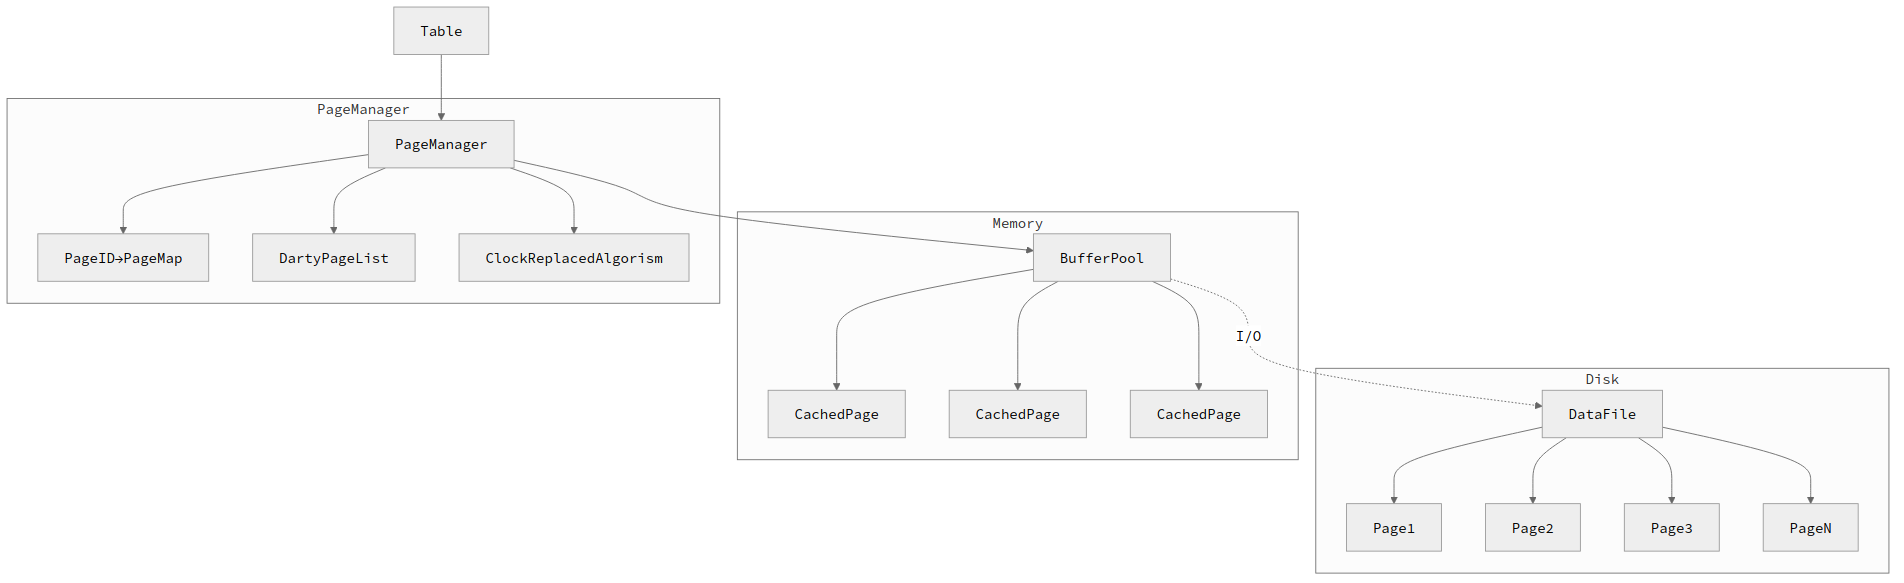 Table
PageManager
PageManager
PageID→PageMap
DartyPageList
ClockReplacedAlgorism
Memory
BufferPool
I/O
CachedPage
CachedPage
CachedPage
Disk
DataFile
Page1
Page2
Page3
PageN